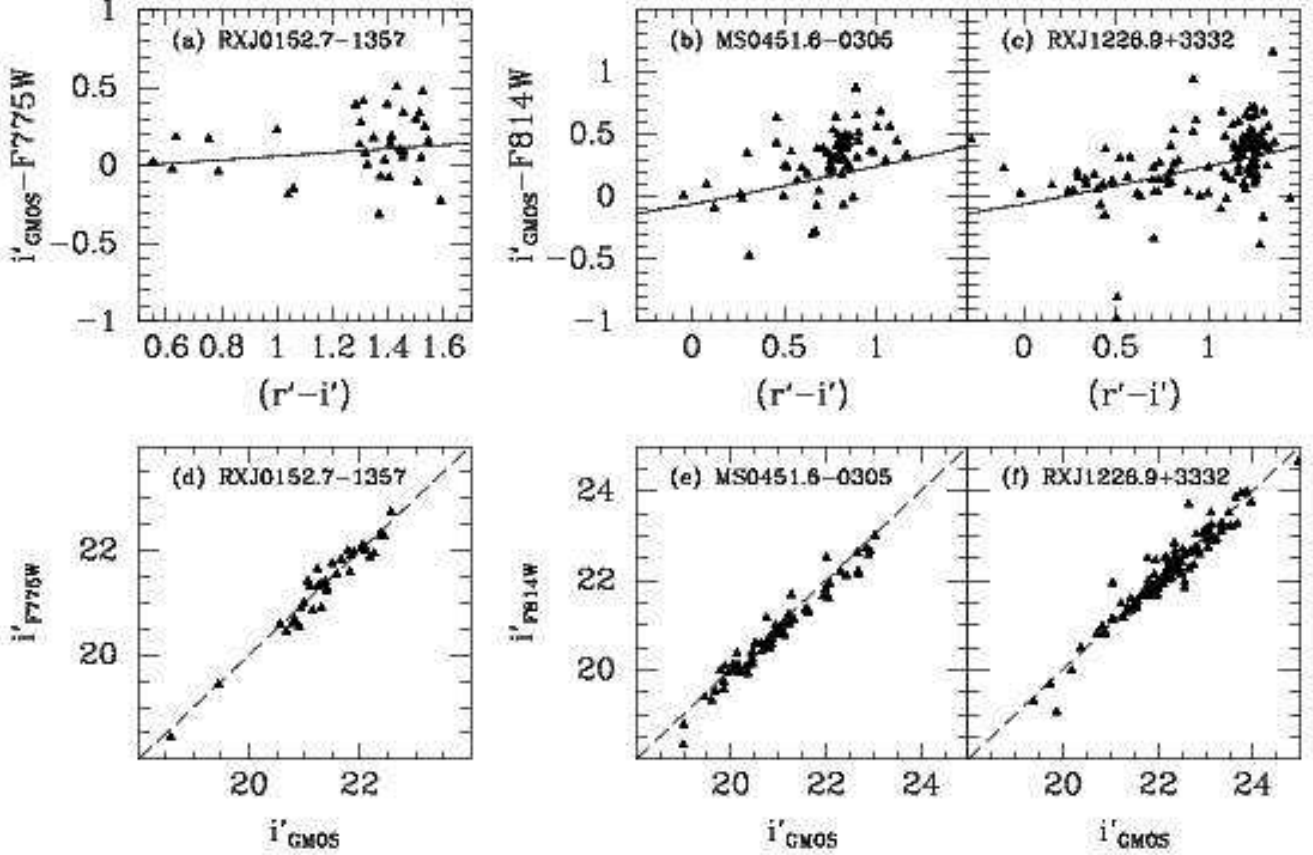 (a) RXJ0152.7−1357
(b) MS0451.6−0305
(c) RXJ1226.9+3332
i′GMOS−F775W
1
0.5
0
−0.5
−1
0.6 0.8 1 1.2 1.4 1.6
(r′−i′)
i′GMOS−F814W
1
0.5
0
−0.5
−1
0 0.5 1
(r′−i′)
0 0.5 1
(r′−i′)
(d) RXJ0152.7−1357
(e) MS0451.6−0305
(f) RXJ1226.9+3332
i′F775W
22
20
20 22
i′GMOS
i′F814W
24
22
20
20 22 24
i′GMOS
20 22 24
i′GMOS